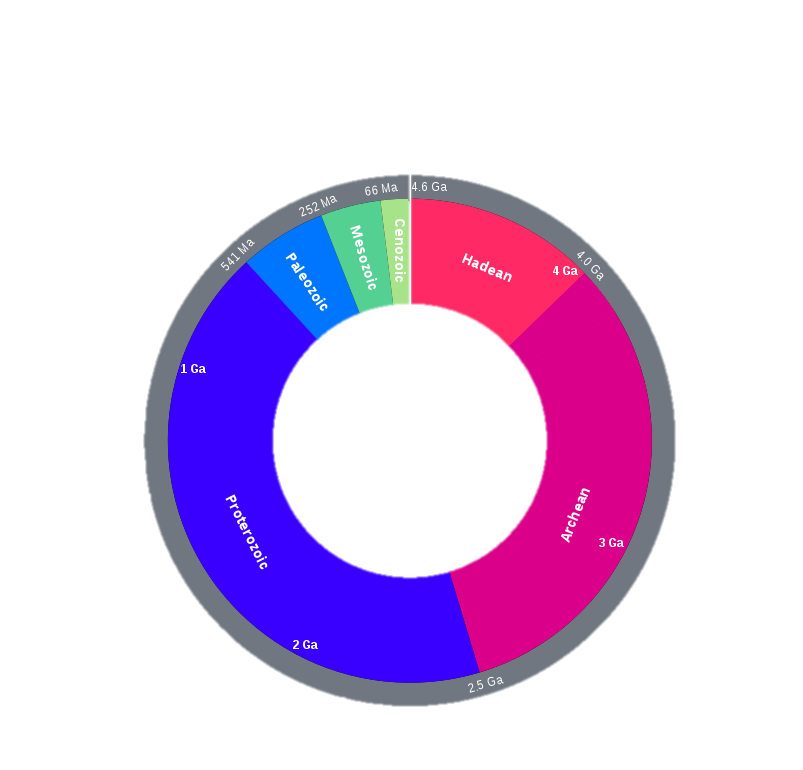 4.6 Ga
Hadean
4 Ga
4.0 Ga
Archean
3 Ga
2.5 Ga
2 Ga
Proterozoic
1 Ga
541 Ma
Paleozoic
252 Ma
Mesozoic
66 Ma
Cenozoic